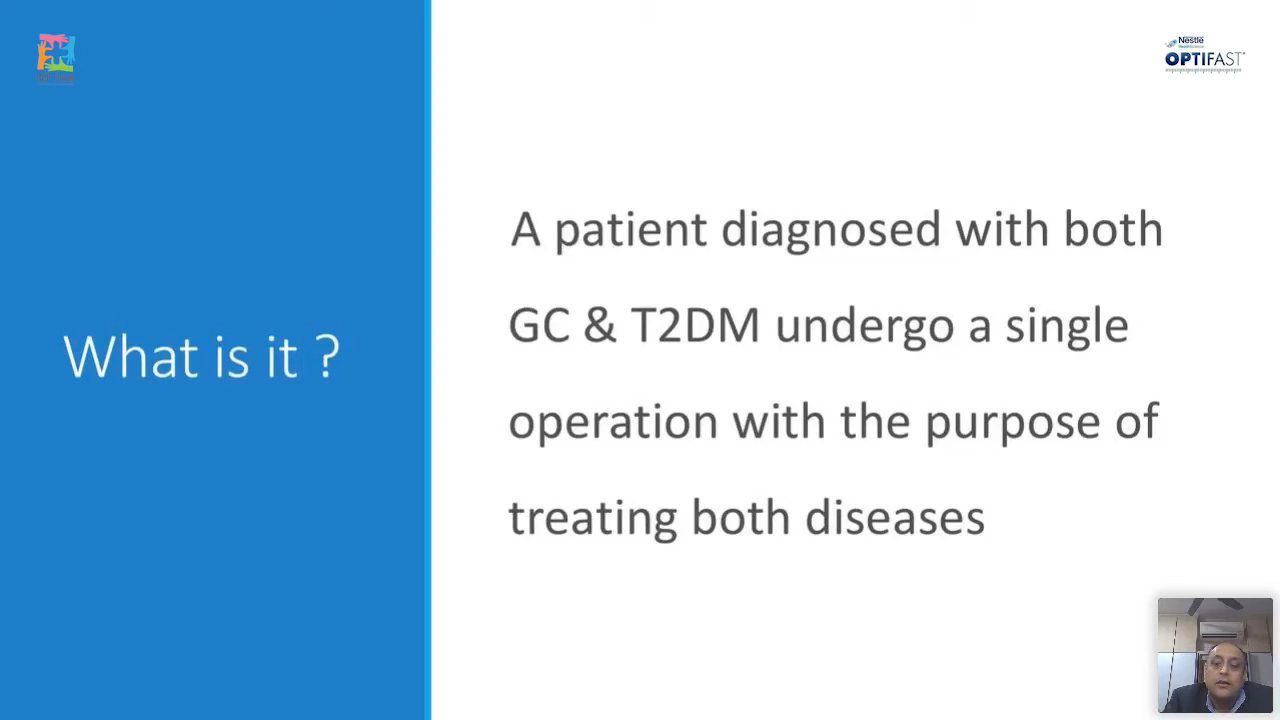 Nestlé
HealthScience
OPTIFAST
What is it ?
A patient diagnosed with both
GC & T2DM undergo a single
operation with the purpose of
treating both diseases